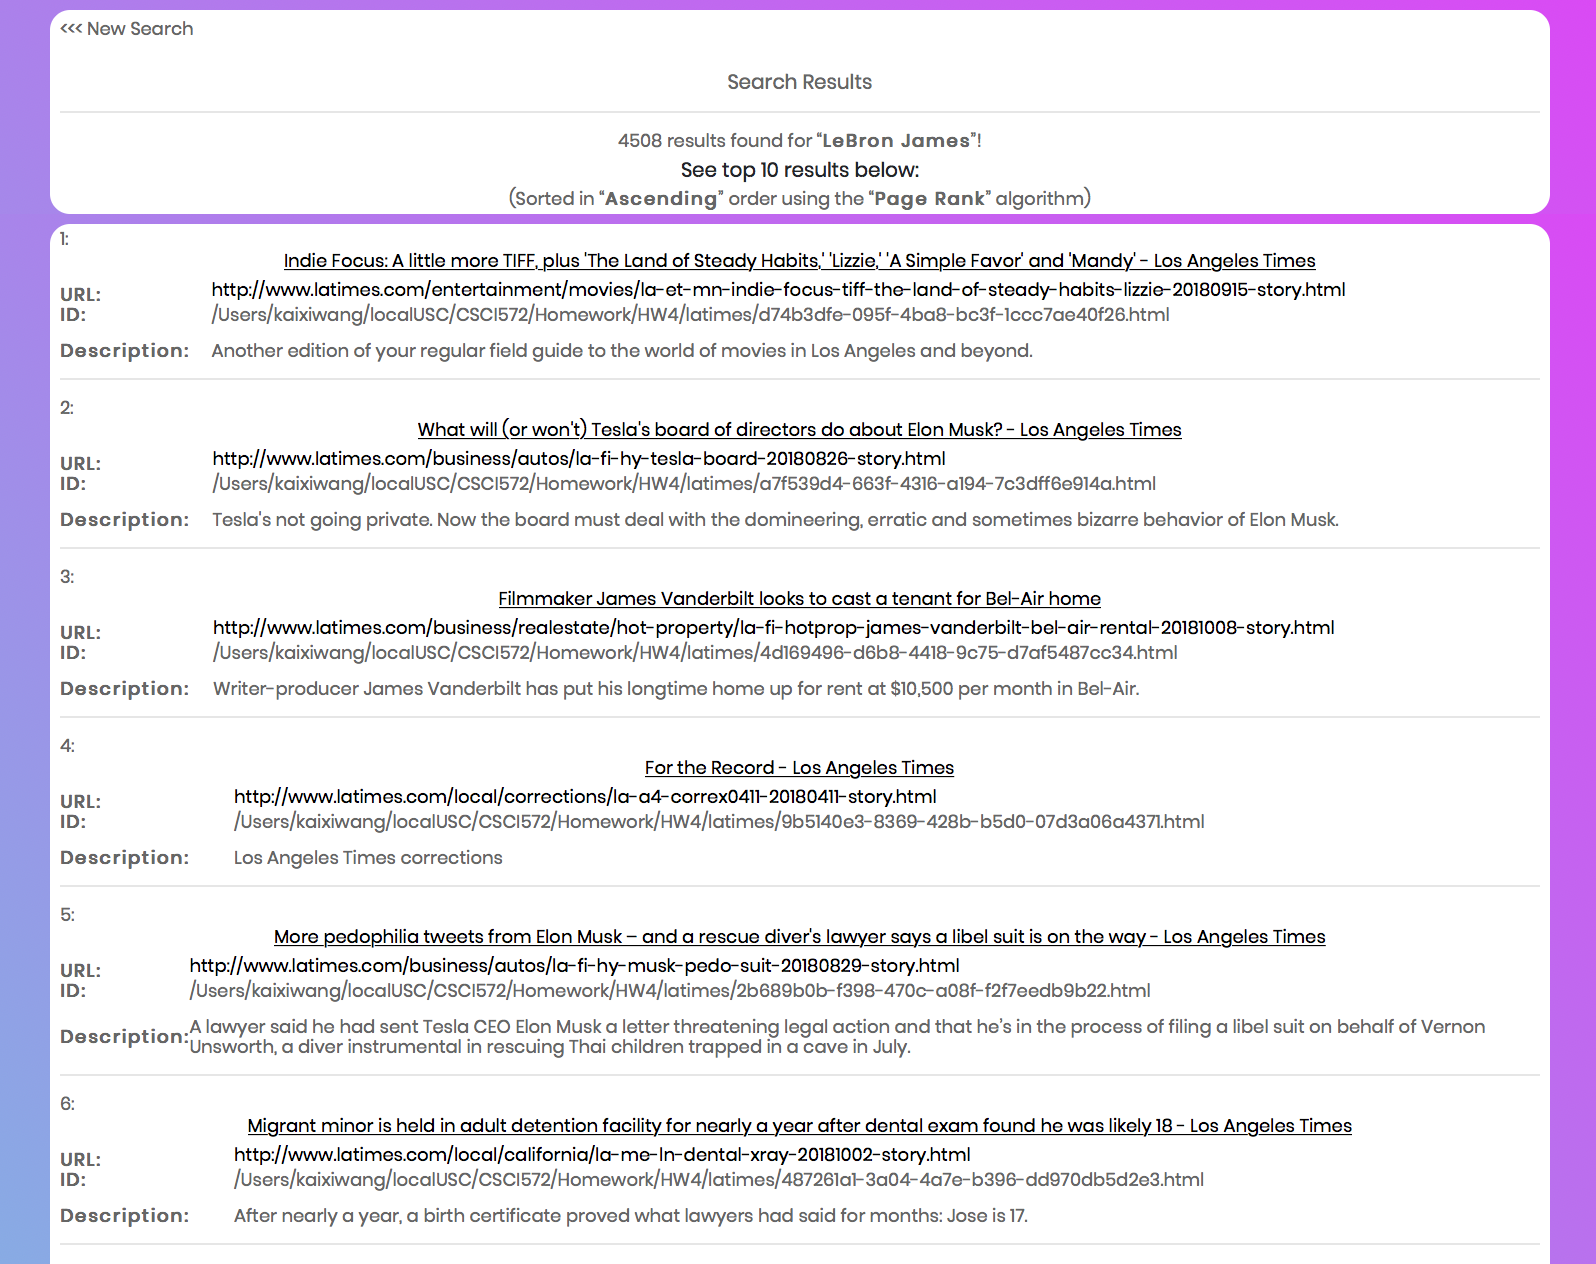 <<< New Search
Search Results
4508 results found for “LeBron James”!
See top 10 results below:
(Sorted in “Ascending” order using the “Page Rank” algorithm)
1:
Indie Focus: A little more TIFF, plus 'The Land of Steady Habits,' 'Lizzie,' 'A Simple Favor' and 'Mandy' - Los Angeles Times
URL: http://www.latimes.com/entertainment/movies/la-et-mn-indie-focus-tiff-the-land-of-steady-habits-lizzie-20180915-story.html
ID: /Users/kaixiwang/localUSC/CSCI572/Homework/HW4/latimes/d74b3dfe-095f-4ba8-bc3f-1ccc7ae40f26.html
Description: Another edition of your regular field guide to the world of movies in Los Angeles and beyond.
2:
What will (or won't) Tesla's board of directors do about Elon Musk? - Los Angeles Times
URL: http://www.latimes.com/business/autos/la-fi-hy-tesla-board-20180826-story.html
ID: /Users/kaixiwang/localUSC/CSCI572/Homework/HW4/latimes/a7f539d4-663f-4316-a194-7c3dff6e914a.html
Description: Tesla's not going private. Now the board must deal with the domineering, erratic and sometimes bizarre behavior of Elon Musk.
3:
Filmmaker James Vanderbilt looks to cast a tenant for Bel-Air home
URL: http://www.latimes.com/business/realestate/hot-property/la-fi-hotprop-james-vanderbilt-bel-air-rental-20181008-story.html
ID: /Users/kaixiwang/localUSC/CSCI572/Homework/HW4/latimes/4d169496-d6b8-4418-9c75-d7af5487cc34.html
Description: Writer-producer James Vanderbilt has put his longtime home up for rent at $10,500 per month in Bel-Air.
4:
For the Record - Los Angeles Times
URL: http://www.latimes.com/local/corrections/la-a4-correx0411-20180411-story.html
ID: /Users/kaixiwang/localUSC/CSCI572/Homework/HW4/latimes/9b5140e3-8369-428b-b5d0-07d3a06a4371.html
Description: Los Angeles Times corrections
5:
More pedophilia tweets from Elon Musk – and a rescue diver's lawyer says a libel suit is on the way - Los Angeles Times
URL: http://www.latimes.com/business/autos/la-fi-hy-musk-pedo-suit-20180829-story.html
ID: /Users/kaixiwang/localUSC/CSCI572/Homework/HW4/latimes/2b689b0b-f398-470c-a08f-f2f7eedb9b22.html
Description: A lawyer said he had sent Tesla CEO Elon Musk a letter threatening legal action and that he’s in the process of filing a libel suit on behalf of Vernon
Unsworth, a diver instrumental in rescuing Thai children trapped in a cave in July.
6:
Migrant minor is held in adult detention facility for nearly a year after dental exam found he was likely 18 - Los Angeles Times
URL: http://www.latimes.com/local/california/la-me-ln-dental-xray-20181002-story.html
ID: /Users/kaixiwang/localUSC/CSCI572/Homework/HW4/latimes/487261a1-3a04-4a7e-b396-dd970db5d2e3.html
Description: After nearly a year, a birth certificate proved what lawyers had said for months: Jose is 17.